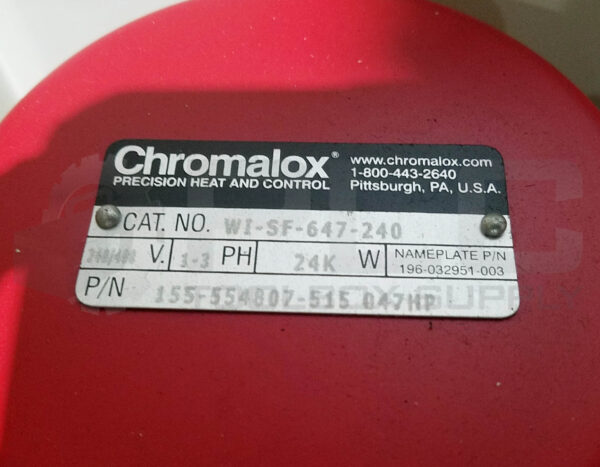 Chromalox®
PRECISION HEAT AND CONTROL
www.chromalox.com
1-800-443-2640
Pittsburgh, PA, U.S.A.
CAT. NO. WI-SF-647-240
V. 1-3 PH 24K W
NAMEPLATE P/N
196-032951-003
P/N 155-554807-515 047HP